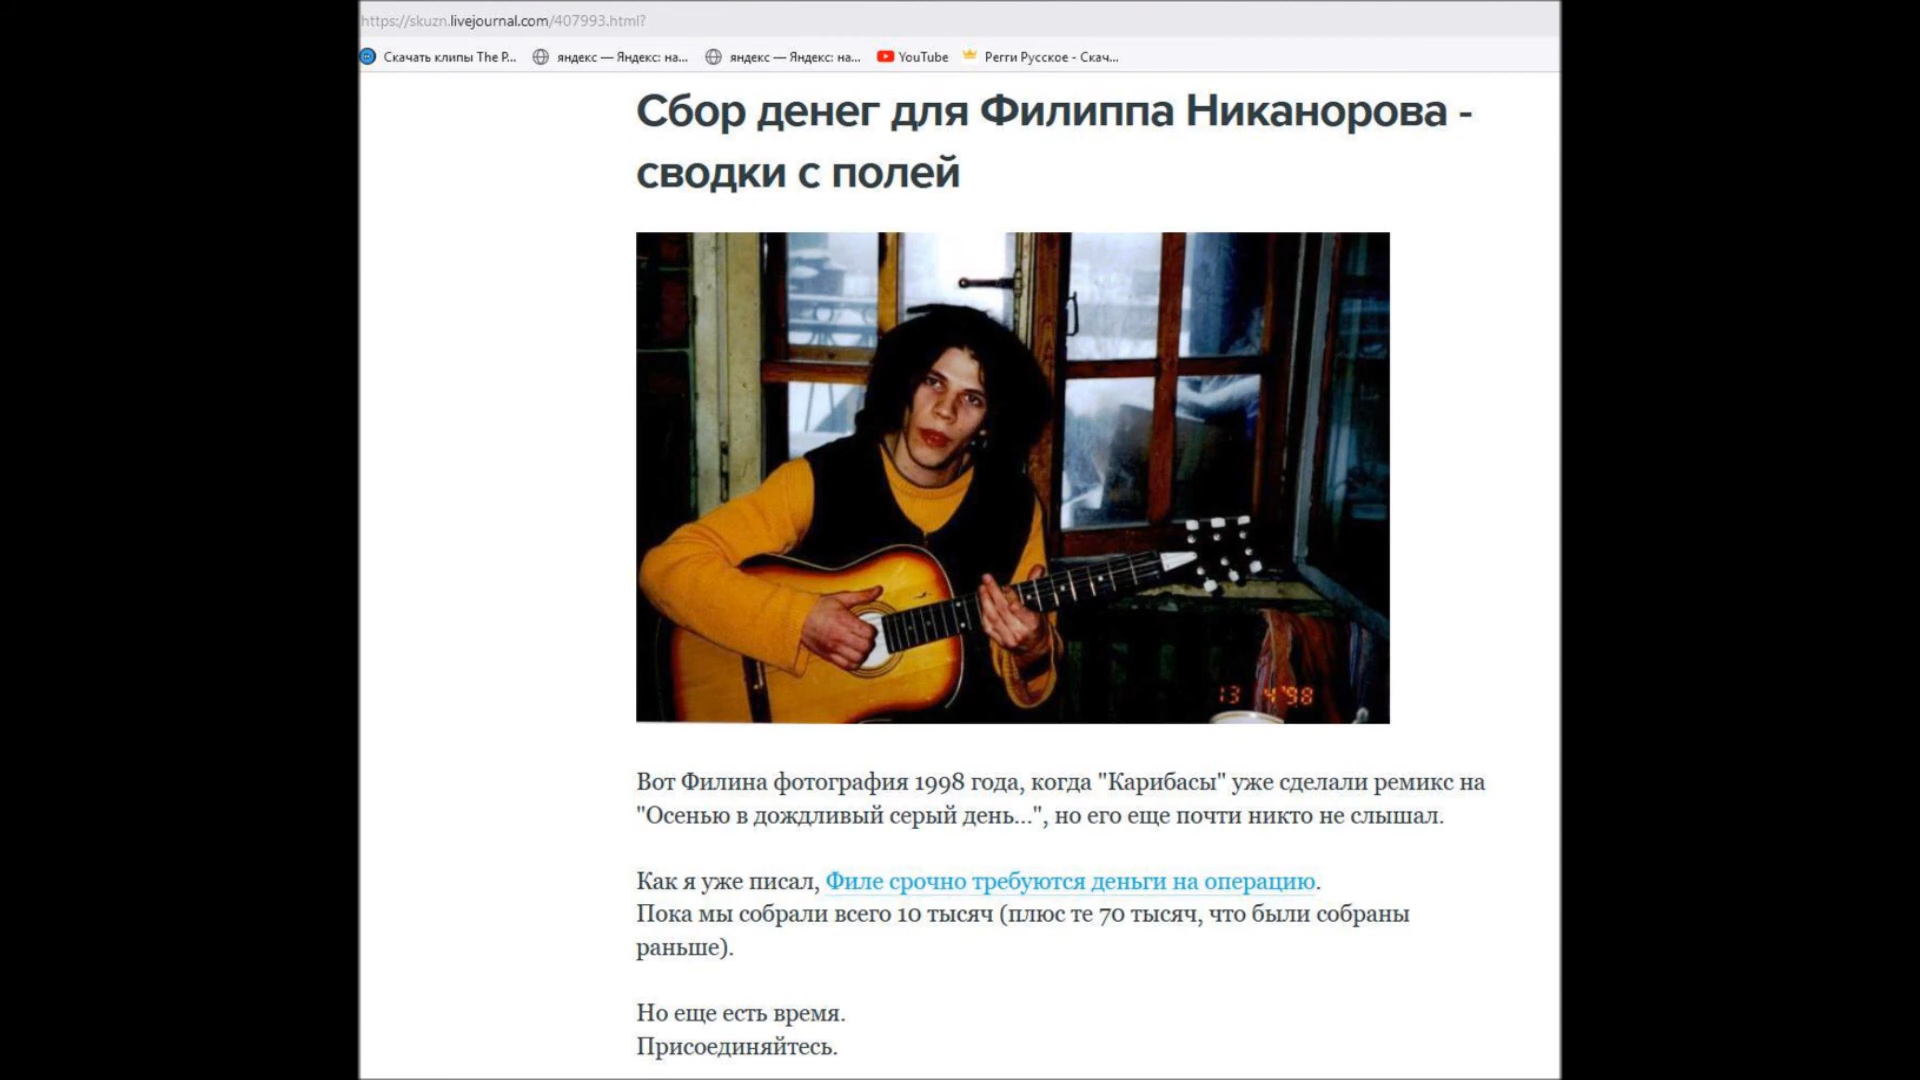 https://skuzn.livejournal.com/407993.html?
Скачать клипы The P... яндекс — Яндекс: на... яндекс — Яндекс: на... YouTube Регги Русское - Скач...
Сбор денег для Филиппа Никанорова -
сводки с полей
13 4 '98
Вот Филина фотография 1998 года, когда "Карибасы" уже сделали ремикс на
"Осенью в дождливый серый день...", но его еще почти никто не слышал.
Как я уже писал, Филе срочно требуются деньги на операцию.
Пока мы собрали всего 10 тысяч (плюс те 70 тысяч, что были собраны
раньше).
Но еще есть время.
Присоединяйтесь.